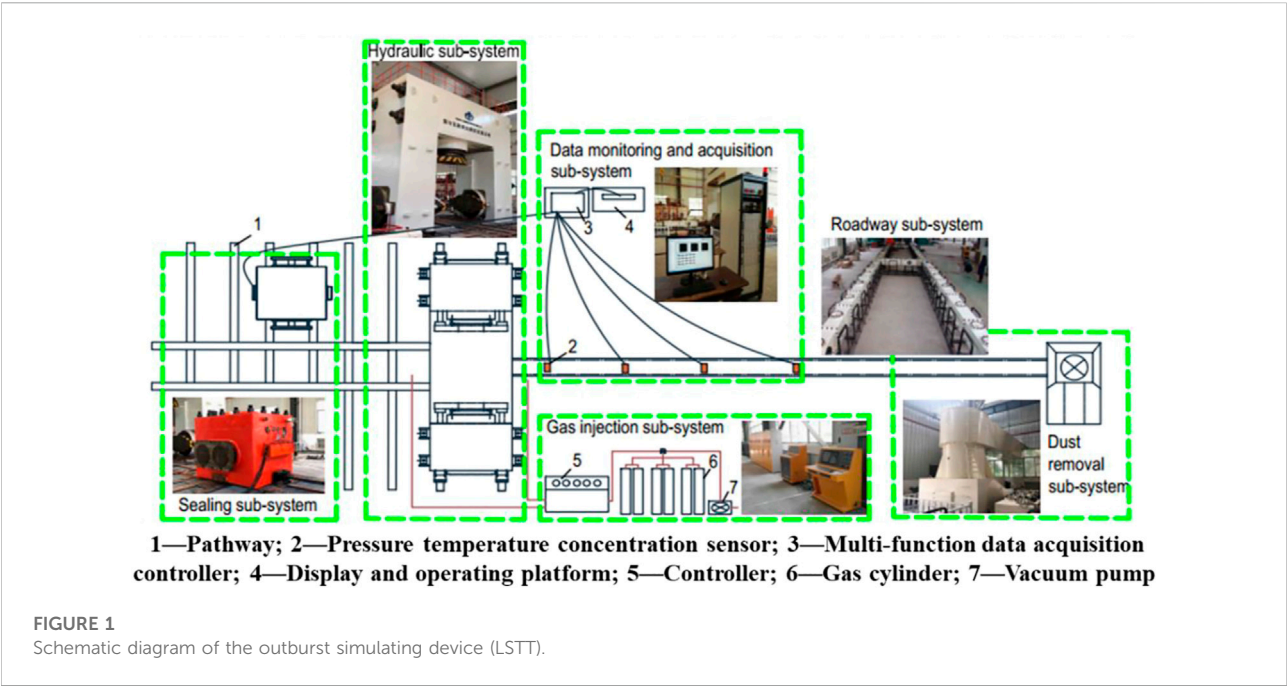 Hydraulic sub-system
Data monitoring and acquisition
sub-system
3
4
1
Roadway sub-system
2
Gas injection sub-system
5
6
7
Dust
removal
sub-system
Sealing sub-system
1—Pathway; 2—Pressure temperature concentration sensor; 3—Multi-function data acquisition
controller; 4—Display and operating platform; 5—Controller; 6—Gas cylinder; 7—Vacuum pump
FIGURE 1
Schematic diagram of the outburst simulating device (LSTT).